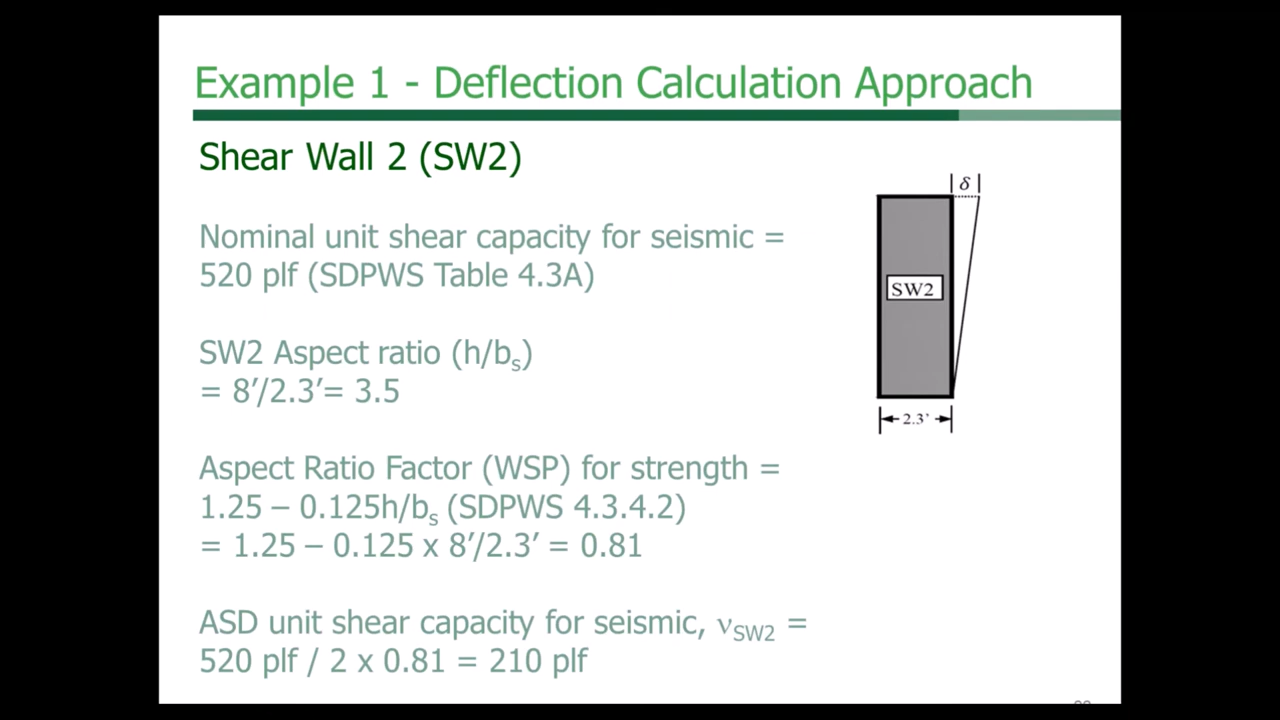 Example 1 - Deflection Calculation Approach
Shear Wall 2 (SW2)
δ
Nominal unit shear capacity for seismic =
520 plf (SDPWS Table 4.3A)
SW2
SW2 Aspect ratio (h/bs)
= 8’/2.3’= 3.5
2.3'
Aspect Ratio Factor (WSP) for strength =
1.25 – 0.125h/bs (SDPWS 4.3.4.2)
= 1.25 – 0.125 x 8’/2.3’ = 0.81
ASD unit shear capacity for seismic, νSW2 =
520 plf / 2 x 0.81 = 210 plf